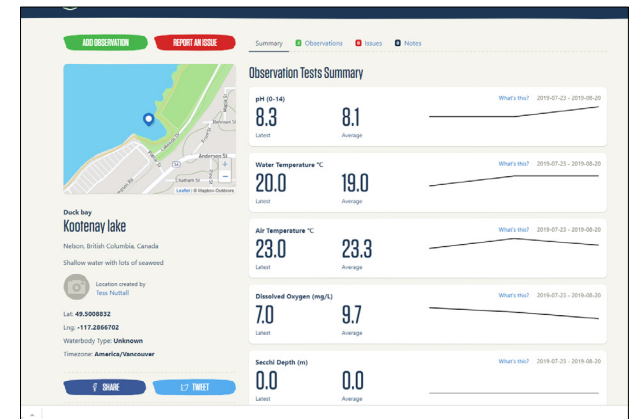 ADD OBSERVATION
REPORT AN ISSUE
Summary
Observations
Issues
0 Notes
Observation Tests Summary
Anderson St
Chatham St
Leaflet | © Mapbox Outdoors
Duck bay
Kootenay lake
Nelson, British Columbia, Canada
Shallow water with lots of seaweed
Location created by
Tess Nuttall
Lat: 49.5008832
Lng: -117.2866702
Waterbody Type: Unknown
Timezone: America/Vancouver
SHARE
TWEET
pH (0-14)
What's this? 2019-07-23 - 2019-08-20
8.3 8.1
Latest Average
Water Temperature °C
What's this? 2019-07-23 - 2019-08-20
20.0 19.0
Latest Average
Air Temperature °C
What's this? 2019-07-23 - 2019-08-20
23.0 23.3
Latest Average
Dissolved Oxygen (mg/L)
What's this? 2019-07-23 - 2019-08-20
7.0 9.7
Latest Average
Secchi Depth (m)
What's this? 2019-07-23 - 2019-08-20
0.0 0.0
Latest Average